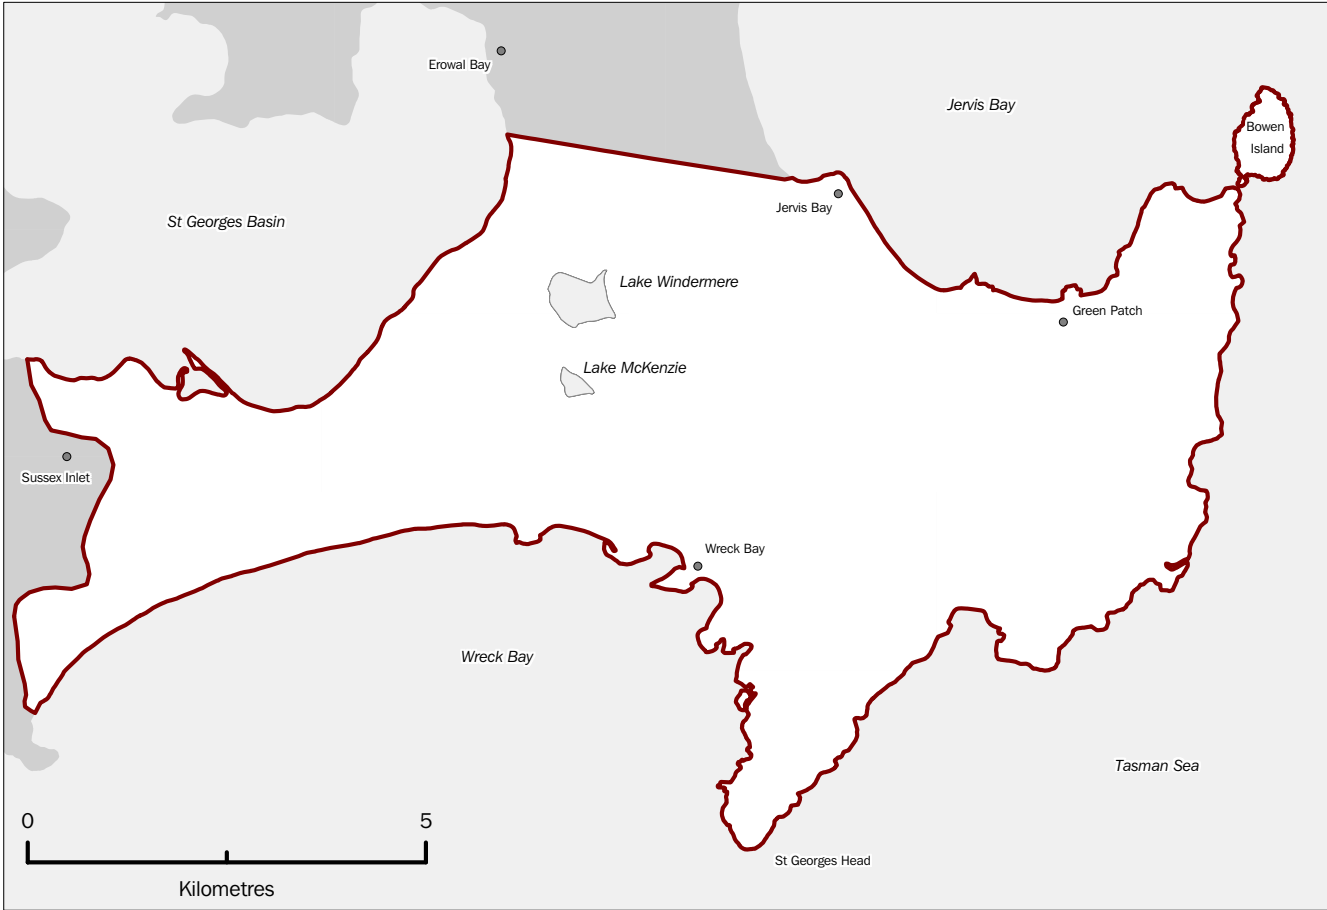 Erowal Bay
Jervis Bay
Bowen
Island
St Georges Basin
Jervis Bay
Lake Windermere
Green Patch
Lake McKenzie
Sussex Inlet
Wreck Bay
Wreck Bay
Tasman Sea
0 5
Kilometres
St Georges Head